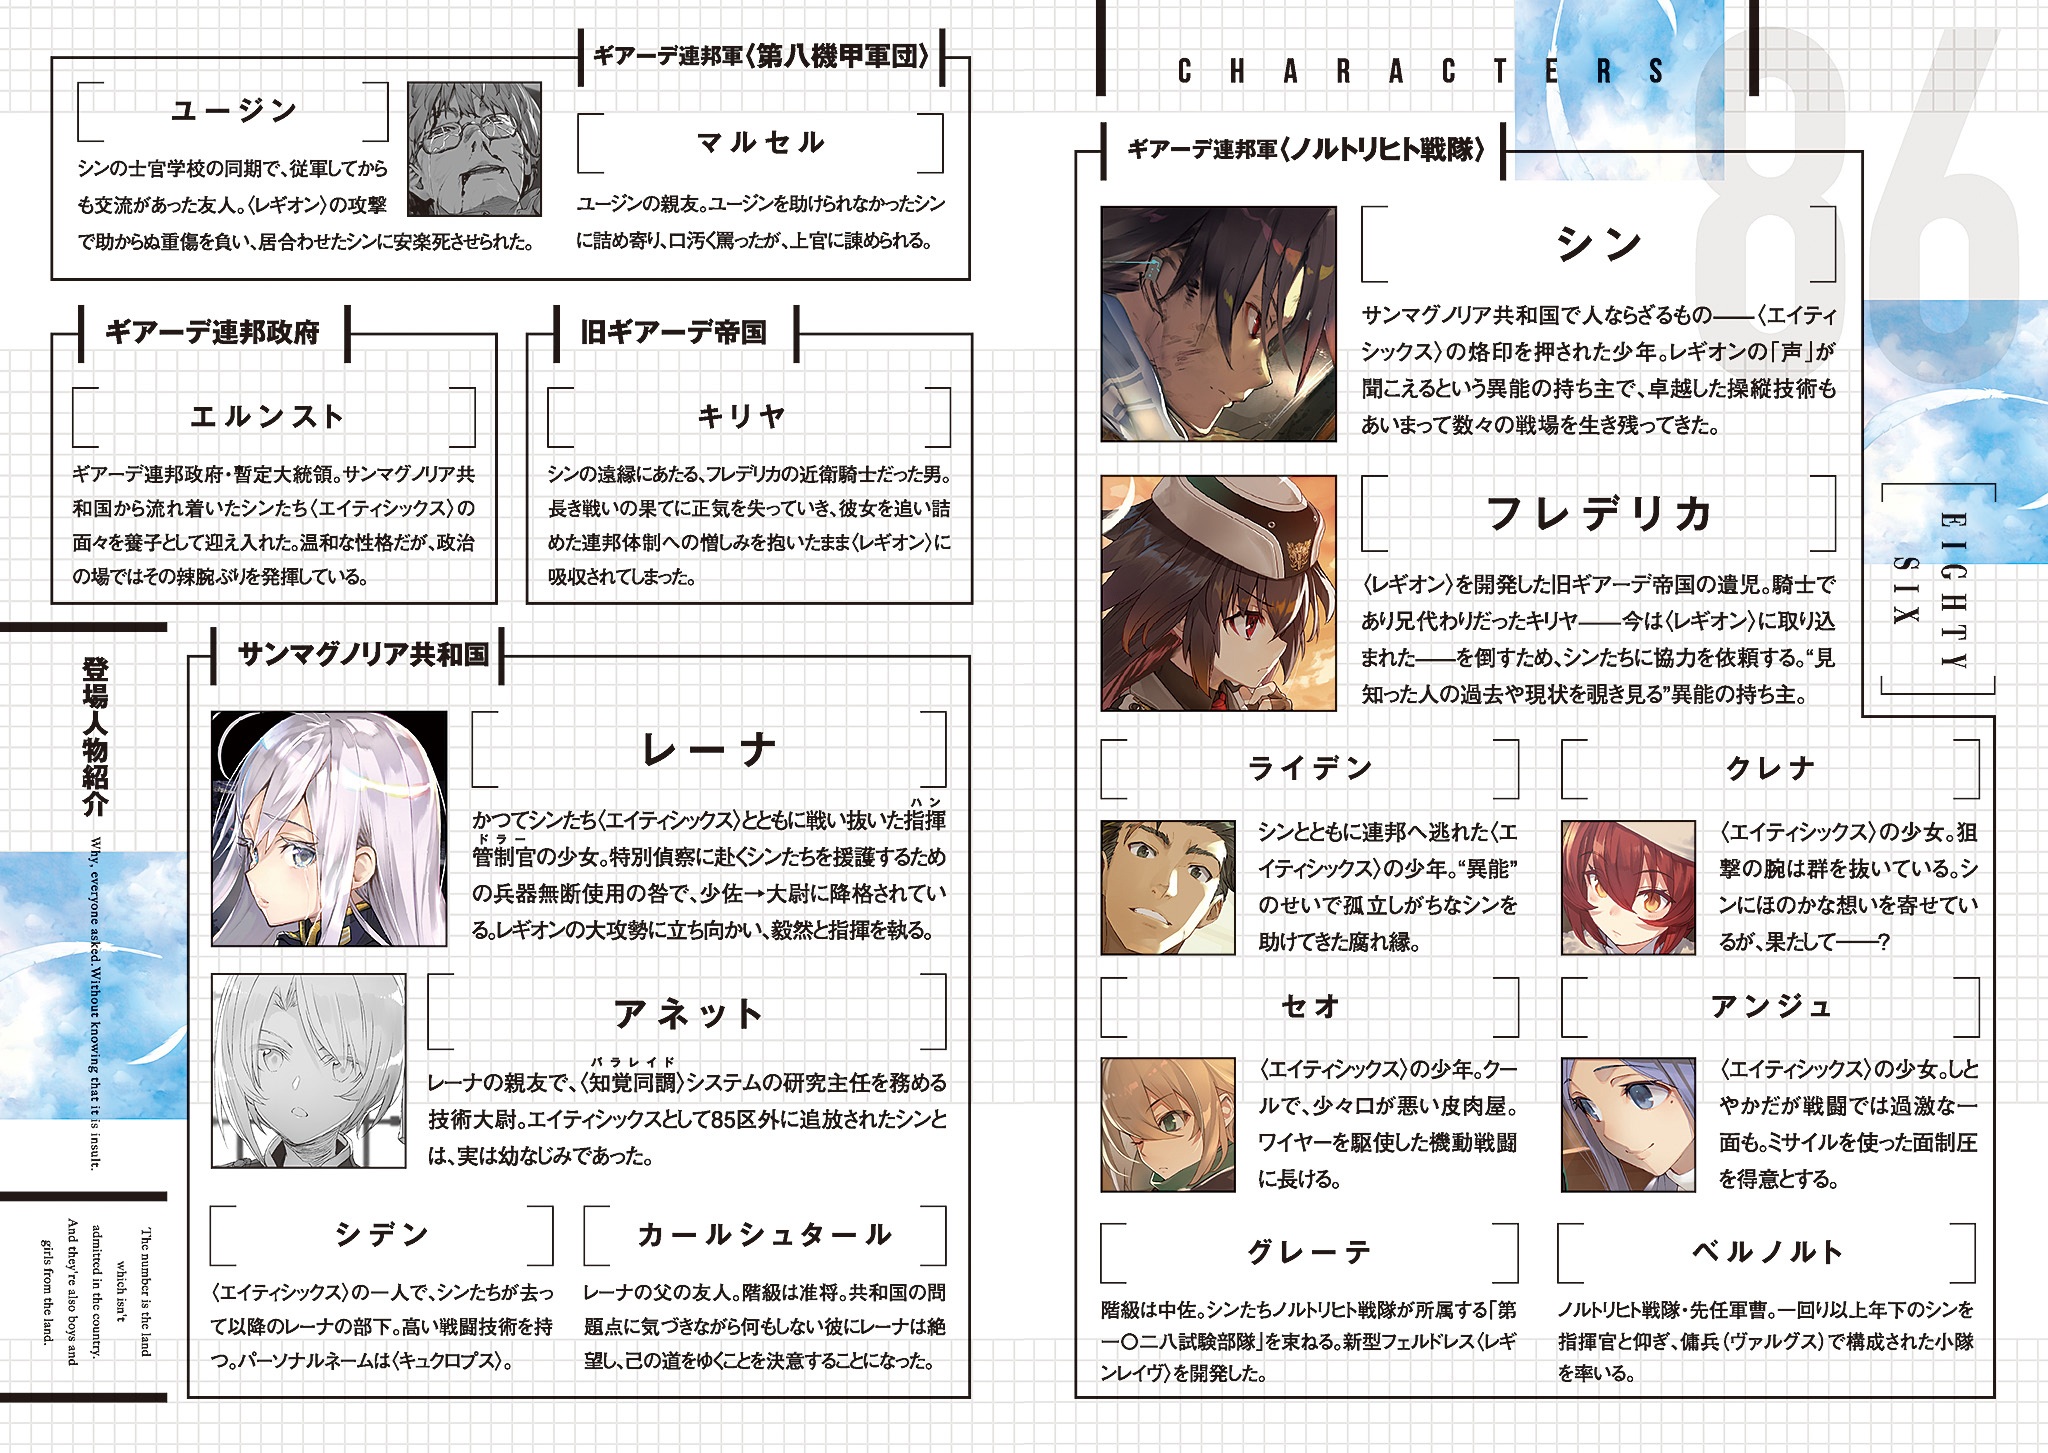 CHARACTERS
86
EIGHTY
SIX
ギアーデ連邦軍〈ノルトリヒト戦隊〉
シン
サンマグノリア共和国で人ならざるもの――〈エイティ
シックス〉の烙印を押された少年。レギオンの「声」が
聞こえるという異能の持ち主で、卓越した操縦技術も
あいまって数々の戦場を生き残ってきた。
フレデリカ
〈レギオン〉を開発した旧ギアーデ帝国の遺児。騎士で
あり兄代わりだったキリヤ――今は〈レギオン〉に取り込
まれた――を倒すため、シンたちに協力を依頼する。“見
知った人の過去や現状を覗き見る”異能の持ち主。
ライデン
シンとともに連邦へ逃れた〈エ
イティシックス〉の少年。“異能”
のせいで孤立しがちなシンを
助けてきた腐れ縁。
クレナ
〈エイティシックス〉の少女。狙
撃の腕は群を抜いている。シ
ンにほのかな想いを寄せてい
るが、果たして――?
セオ
〈エイティシックス〉の少年。クー
ルで、少々口が悪い皮肉屋。
ワイヤーを駆使した機動戦闘
に長ける。
アンジュ
〈エイティシックス〉の少女。しと
やかだが戦闘では過激な一
面も。ミサイルを使った面制圧
を得意とする。
グレーテ
階級は中佐。シンたちノルトリヒト戦隊が所属する「第
一〇二八試験部隊」を束ねる。新型フェルドレス〈レギ
ンレイヴ〉を開発した。
ベルノルト
ノルトリヒト戦隊・先任軍曹。一回り以上年下のシンを
指揮官と仰ぎ、傭兵(ヴァルグス)で構成された小隊
を率いる。
ギアーデ連邦軍〈第八機甲軍団〉
ユージン
シンの士官学校の同期で、従軍してから
も交流があった友人。〈レギオン〉の攻撃
で助からぬ重傷を負い、居合わせたシンに安楽死させられた。
マルセル
ユージンの親友。ユージンを助けられなかったシン
に詰め寄り、口汚く罵ったが、上官に諫められる。
ギアーデ連邦政府
エルンスト
ギアーデ連邦政府・暫定大統領。サンマグノリア共
和国から流れ着いたシンたち〈エイティシックス〉の
面々を養子として迎え入れた。温和な性格だが、政治
の場ではその辣腕ぶりを発揮している。
旧ギアーデ帝国
キリヤ
シンの遠縁にあたる、フレデリカの近衛騎士だった男。
長き戦いの果てに正気を失っていき、彼女を追い詰
めた連邦体制への憎しみを抱いたまま〈レギオン〉に
吸収されてしまった。
サンマグノリア共和国
レーナ
ハン
かつてシンたち〈エイティシックス〉とともに戦い抜いた指揮
ドラー
管制官の少女。特別偵察に赴くシンたちを援護するため
の兵器無断使用の咎で、少佐→大尉に降格されてい
る。レギオンの大攻勢に立ち向かい、毅然と指揮を執る。
アネット
パラレイド
レーナの親友で、〈知覚同調〉システムの研究主任を務める
技術大尉。エイティシックスとして85区外に追放されたシンと
は、実は幼なじみであった。
シデン
〈エイティシックス〉の一人で、シンたちが去っ
て以降のレーナの部下。高い戦闘技術を持
つ。パーソナルネームは〈キュクロプス〉。
カールシュタール
レーナの父の友人。階級は准将。共和国の問
題点に気づきながら何もしない彼にレーナは絶
望し、己の道をゆくことを決意することになった。
登場人物紹介
Why, everyone asked. Without knowing that it is insult.
The number is the land
which isn't
admitted in the country.
And they're also boys and
girls from the land.